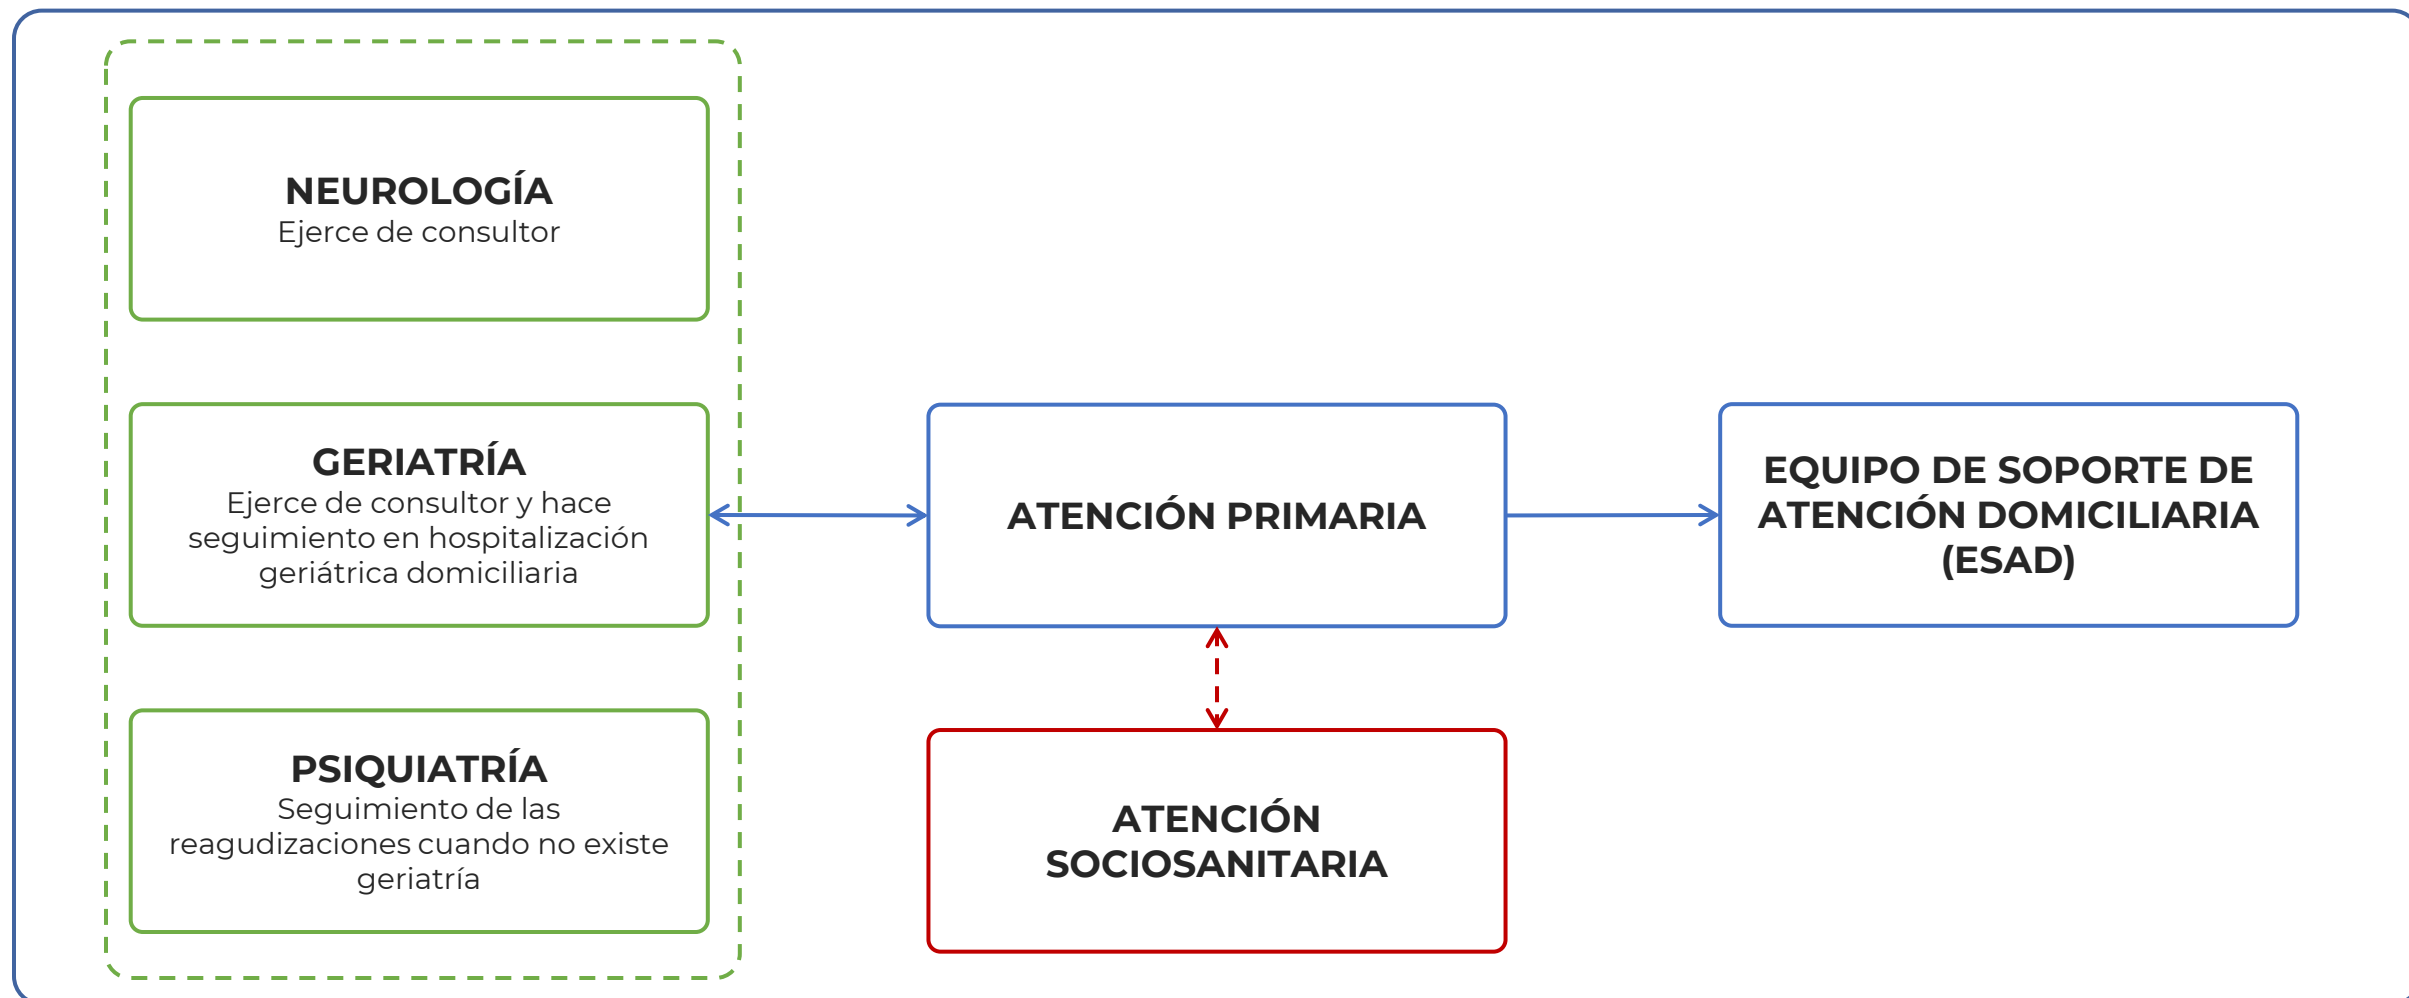 NEUROLOGÍA
Ejerce de consultor
GERIATRÍA
Ejerce de consultor y hace
seguimiento en hospitalización
geriátrica domiciliaria
PSIQUIATRÍA
Seguimiento de las
reagudizaciones cuando no existe
geriatría
ATENCIÓN PRIMARIA
ATENCIÓN
SOCIOSANITARIA
EQUIPO DE SOPORTE DE
ATENCIÓN DOMICILIARIA
(ESAD)